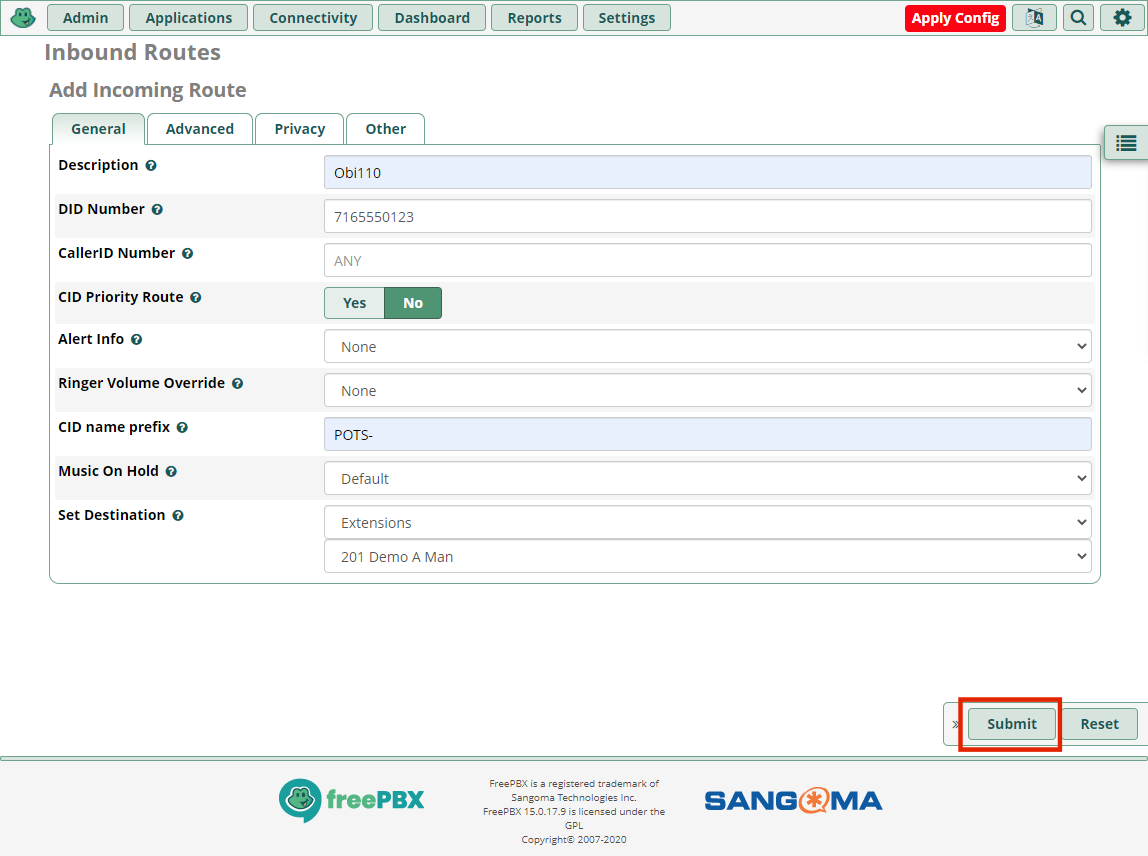 Admin
Applications
Connectivity
Dashboard
Reports
Settings
Apply Config
Inbound Routes
Add Incoming Route
General
Advanced
Privacy
Other
Description
Obi110
DID Number
7165550123
CallerID Number
ANY
CID Priority Route
Yes
No
Alert Info
None
Ringer Volume Override
None
CID name prefix
POTS-
Music On Hold
Default
Set Destination
Extensions
201 Demo A Man
»
Submit
Reset
freePBX
FreePBX is a registered trademark of
Sangoma Technologies Inc.
FreePBX 15.0.17.9 is licensed under the
GPL
Copyright© 2007-2020
SANGOMA